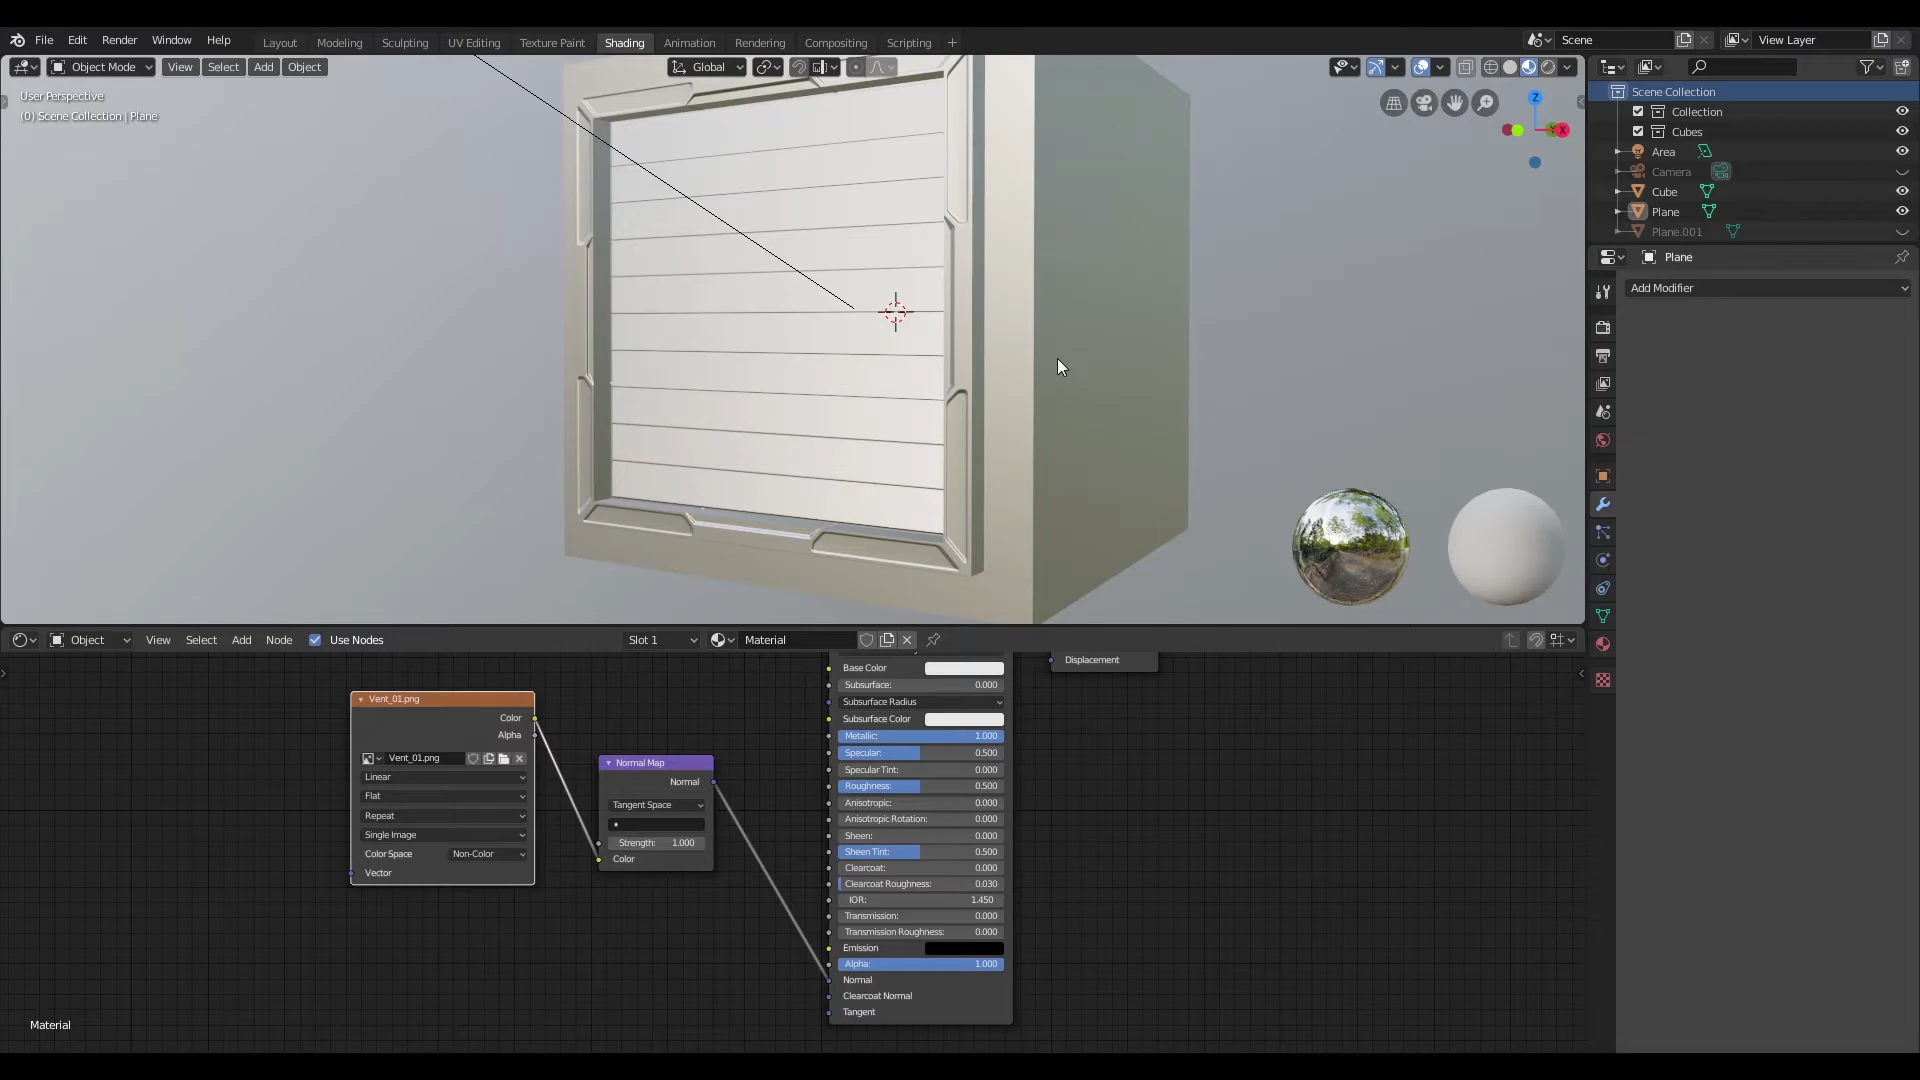 File Edit Render Window Help
Layout Modeling Sculpting UV Editing Texture Paint Shading Animation Rendering Compositing Scripting +
Scene
View Layer
Object Mode View Select Add Object
Global
User Perspective
(0) Scene Collection | Plane
Z
X
Scene Collection
Collection
Cubes
Area
Camera
Cube
Plane
Plane.001
Plane
Add Modifier
Object View Select Add Node Use Nodes
Slot 1
Material
Vent_01.png
Color
Alpha
Vent_01.png
Linear
Flat
Repeat
Single Image
Color Space Non-Color
Vector
Normal Map
Normal
Tangent Space
Strength: 1.000
Color
Base Color
Subsurface: 0.000
Subsurface Radius
Subsurface Color
Metallic: 1.000
Specular: 0.500
Specular Tint: 0.000
Roughness: 0.500
Anisotropic: 0.000
Anisotropic Rotation: 0.000
Sheen: 0.000
Sheen Tint: 0.500
Clearcoat: 0.000
Clearcoat Roughness: 0.030
IOR: 1.450
Transmission: 0.000
Transmission Roughness: 0.000
Emission
Alpha: 1.000
Normal
Clearcoat Normal
Tangent
Displacement
Material